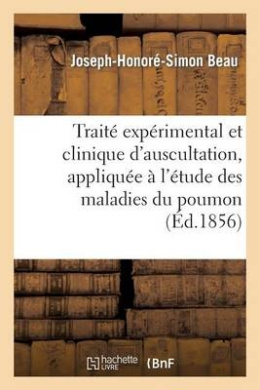 Joseph-Honoré-Simon Beau
Traité expérimental et clinique d'auscultation, appliquée à l'étude des maladies du poumon
(Éd.1856)
hachette
LIVRE
{BnF